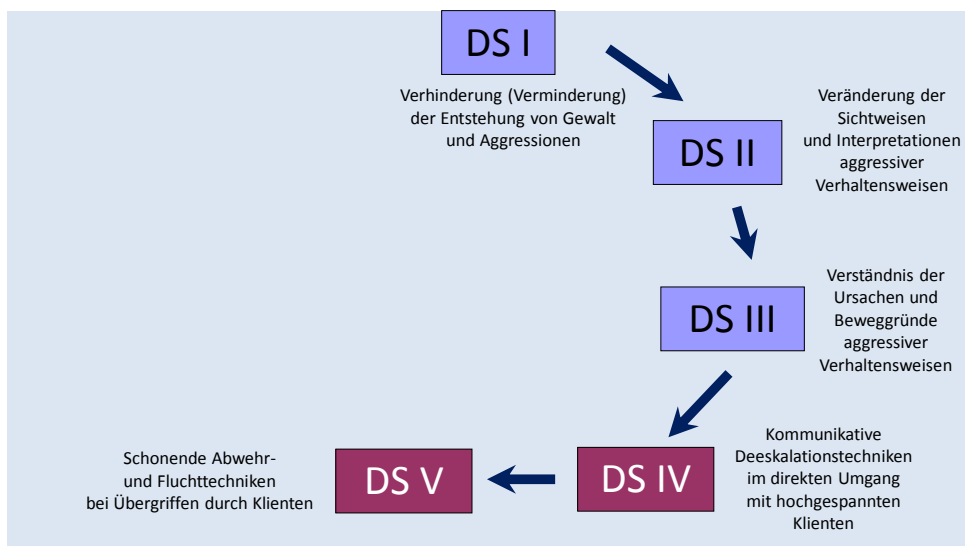 DS I
Verhinderung (Verminderung)
der Entstehung von Gewalt
und Aggressionen
DS II
Veränderung der
Sichtweisen
und Interpretationen
aggressiver
Verhaltensweisen
DS III
Verständnis der
Ursachen und
Beweggründe
aggressiver
Verhaltensweisen
DS IV
Kommunikative
Deeskalationstechniken
im direkten Umgang
mit hochgespannten
Klienten
DS V
Schonende Abwehr-
und Fluchttechniken
bei Übergriffen durch Klienten